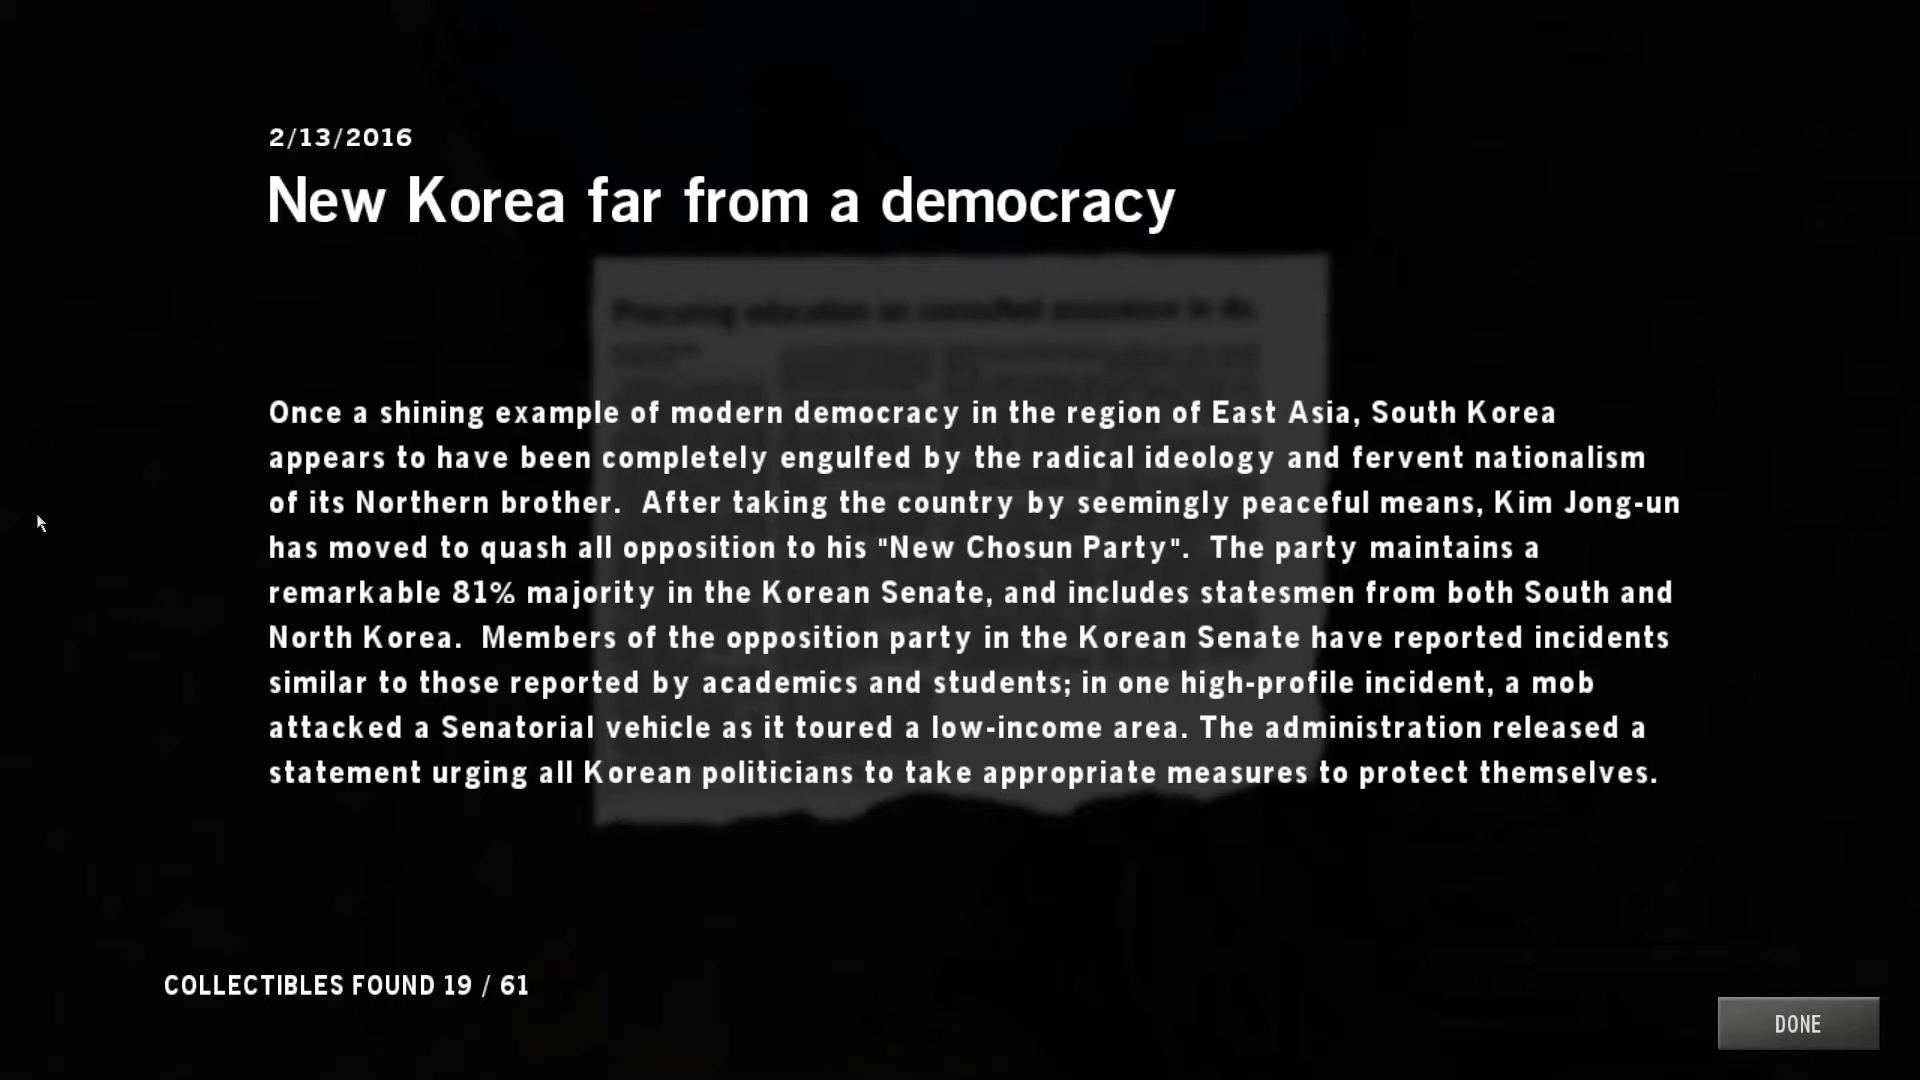 2/13/2016
New Korea far from a democracy
Procuring education on consulted assurance in do.
Once a shining example of modern democracy in the region of East Asia, South Korea
appears to have been completely engulfed by the radical ideology and fervent nationalism
of its Northern brother.  After taking the country by seemingly peaceful means, Kim Jong-un
has moved to quash all opposition to his "New Chosun Party".  The party maintains a
remarkable 81% majority in the Korean Senate, and includes statesmen from both South and
North Korea.  Members of the opposition party in the Korean Senate have reported incidents
similar to those reported by academics and students; in one high-profile incident, a mob
attacked a Senatorial vehicle as it toured a low-income area. The administration released a
statement urging all Korean politicians to take appropriate measures to protect themselves.
COLLECTIBLES FOUND 19 / 61
DONE